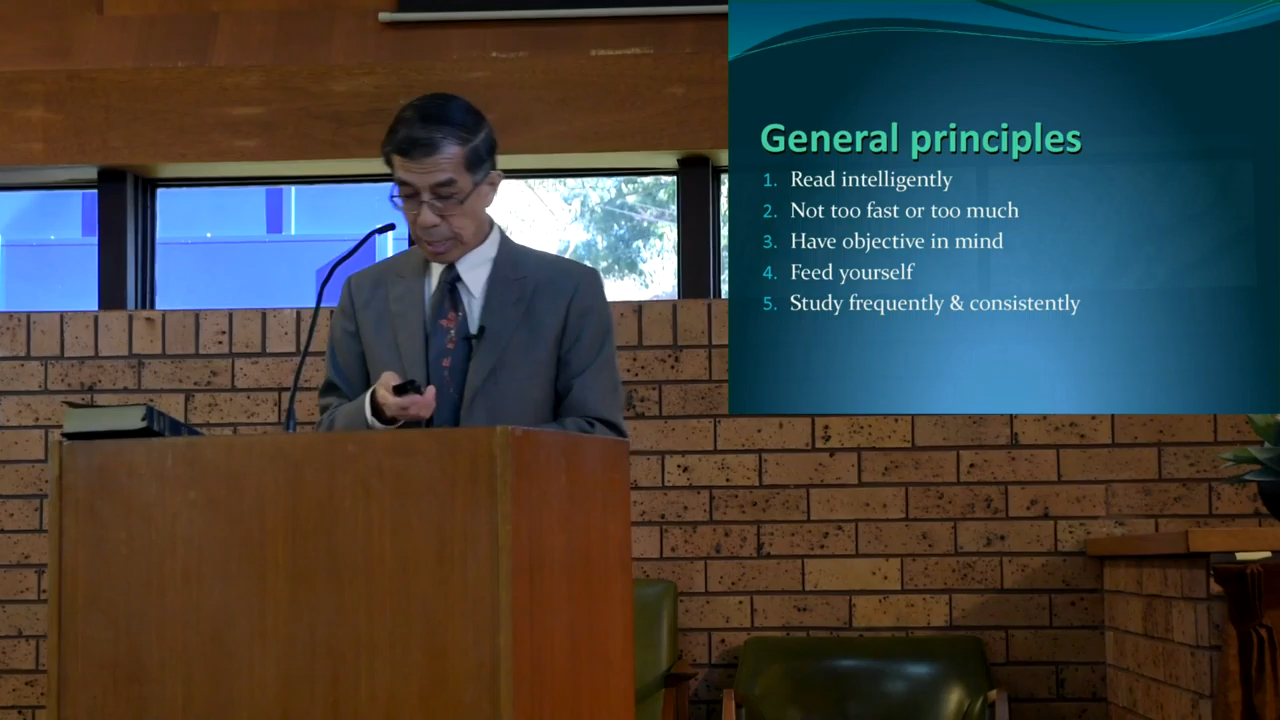 General principles
1. Read intelligently
2. Not too fast or too much
3. Have objective in mind
4. Feed yourself
5. Study frequently & consistently